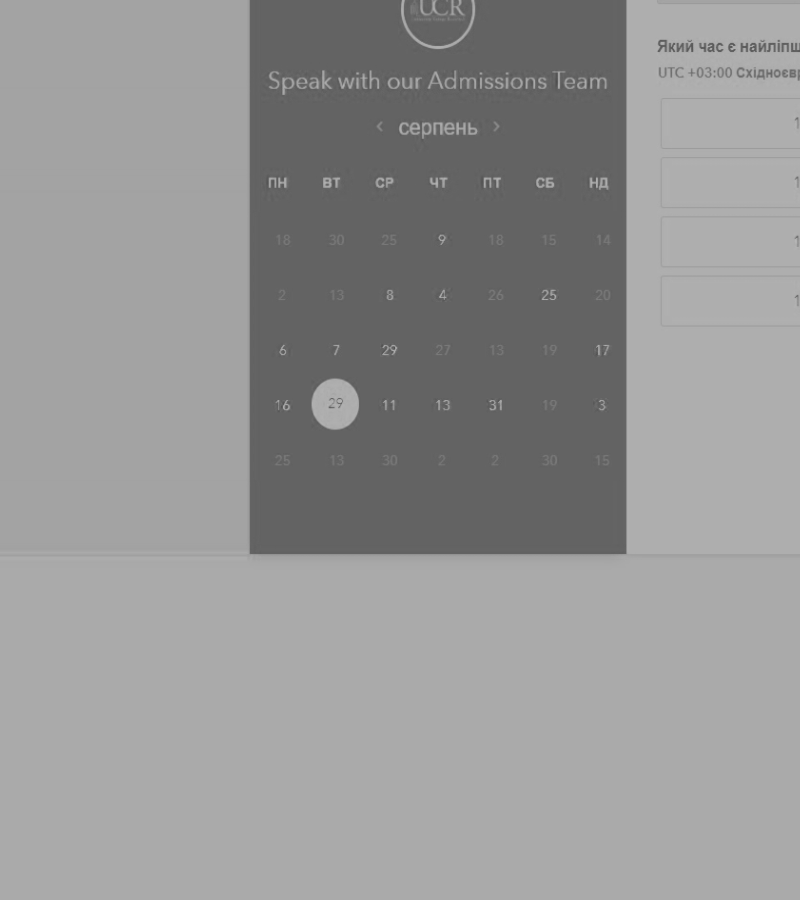 UCR
Speak with our Admissions Team
‹ серпень ›
ПН ВТ СР ЧТ ПТ СБ НД
18 30 25 9 18 15 14
2 13 8 4 26 25 20
6 7 29 27 13 19 17
16 29 11 13 31 19 3
25 13 30 2 2 30 15
Який час є
UTC +03:00
1
1
1
1